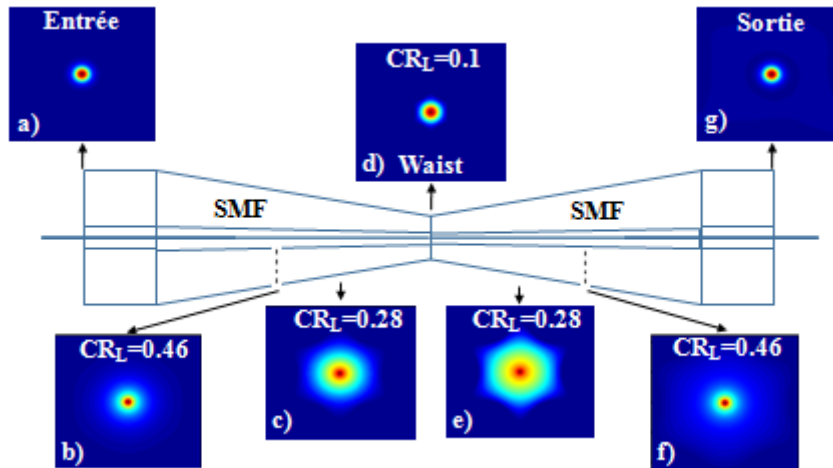 Entrée
a)
CR_L=0.1
d)
Waist
Sortie
g)
SMF
SMF
CR_L=0.46
b)
CR_L=0.28
c)
CR_L=0.28
e)
CR_L=0.46
f)